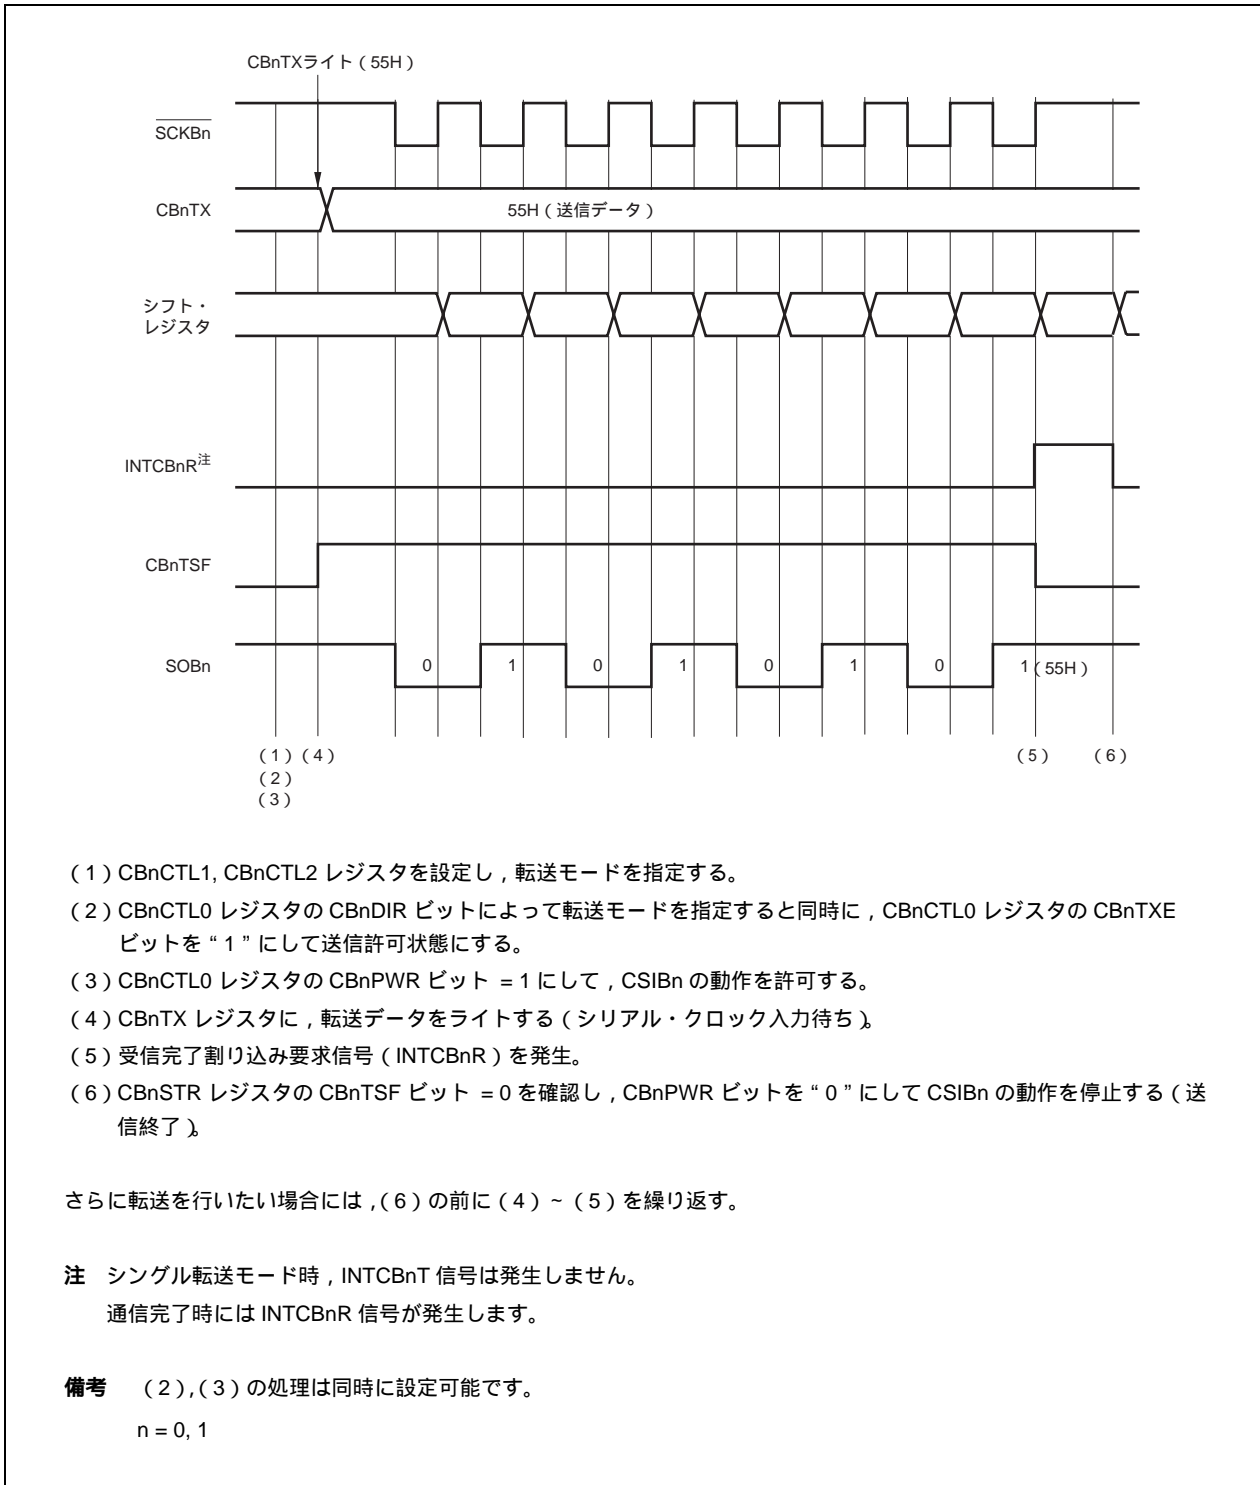 CBnTXライト（55H）
SCKBn
CBnTX
55H（送信データ）
シフト・
レジスタ
INTCBnR注
CBnTSF
SOBn
0 1 0 1 0 1 0 1（55H）
（1）（4）
（5）
（6）
（2）
（3）
（1）CBnCTL1, CBnCTL2 レジスタを設定し，転送モードを指定する。
（2）CBnCTL0 レジスタの CBnDIR ビットによって転送モードを指定すると同時に，CBnCTL0 レジスタの CBnTXE
ビットを“1”にして送信許可状態にする。
（3）CBnCTL0 レジスタの CBnPWR ビット = 1 にして，CSIBn の動作を許可する。
（4）CBnTX レジスタに，転送データをライトする（シリアル・クロック入力待ち）。
（5）受信完了割り込み要求信号（INTCBnR）を発生。
（6）CBnSTR レジスタの CBnTSF ビット = 0 を確認し，CBnPWR ビットを“0”にして CSIBn の動作を停止する（送
信終了）。
さらに転送を行いたい場合には，（6）の前に（4）~（5）を繰り返す。
注 シングル転送モード時，INTCBnT 信号は発生しません。
通信完了時には INTCBnR 信号が発生します。
備考 （2），（3）の処理は同時に設定可能です。
n = 0, 1